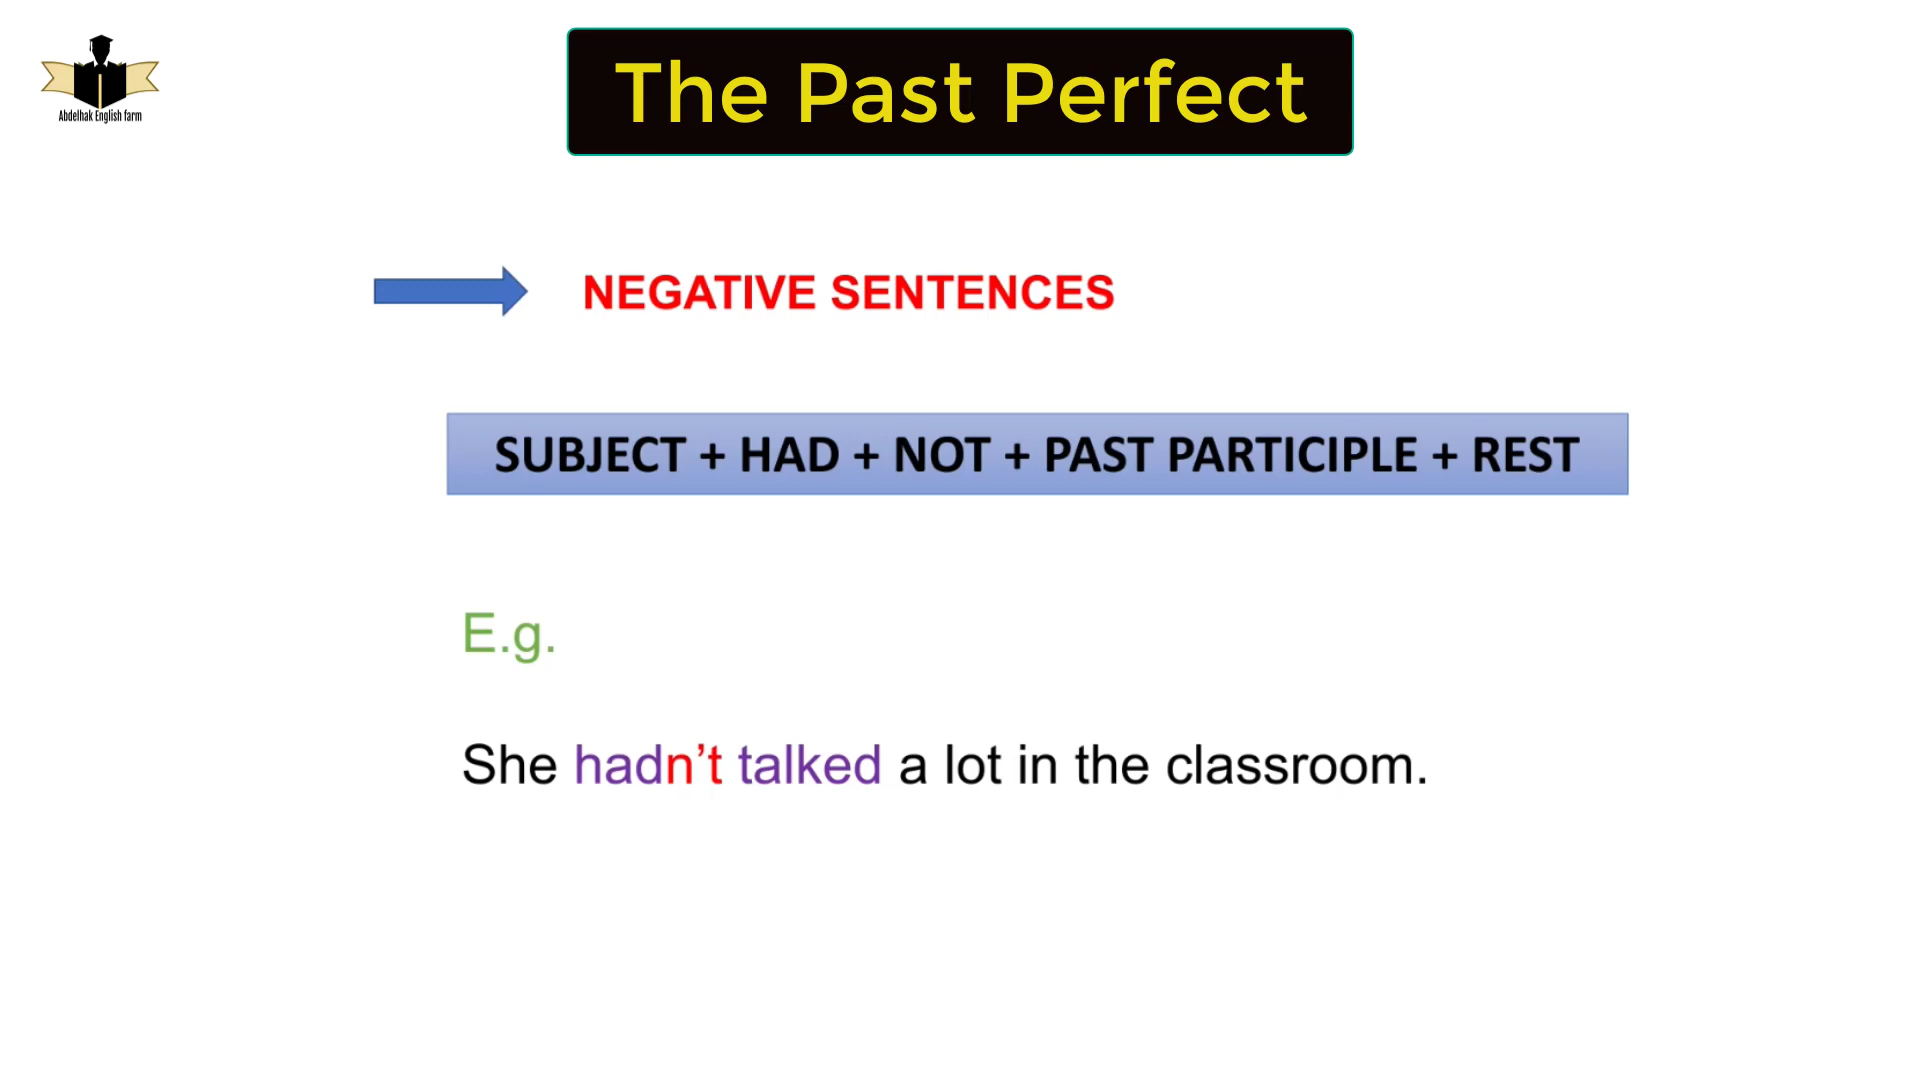 Abdelhak English farm
The Past Perfect
NEGATIVE SENTENCES
SUBJECT + HAD + NOT + PAST PARTICIPLE + REST
E.g.
She hadn’t talked a lot in the classroom.